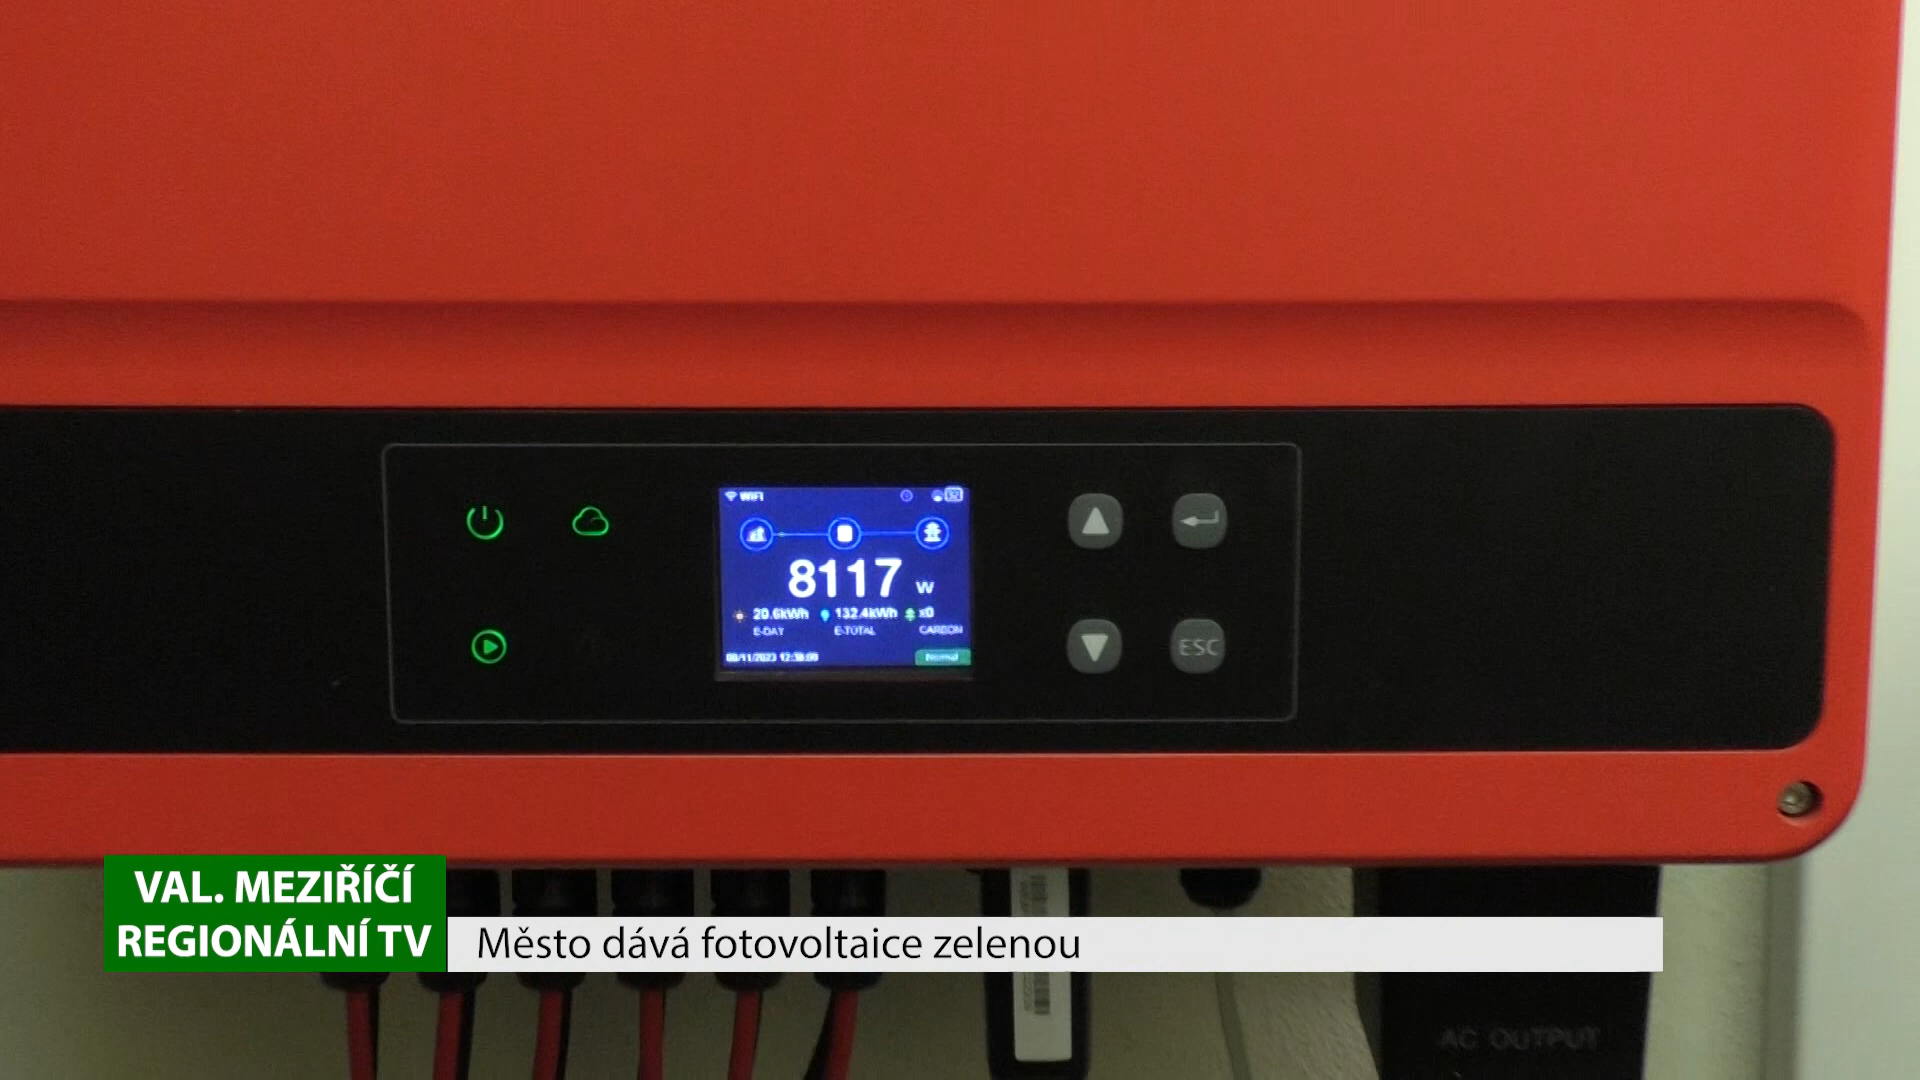 WIFI
8117 W
20.6kWh 132.4kWh x0
E-DAY E-TOTAL CARBON
Normal
ESC
VAL. MEZIŘÍČÍ
REGIONÁLNÍ TV
Město dává fotovoltaice zelenou
AC OUTPUT